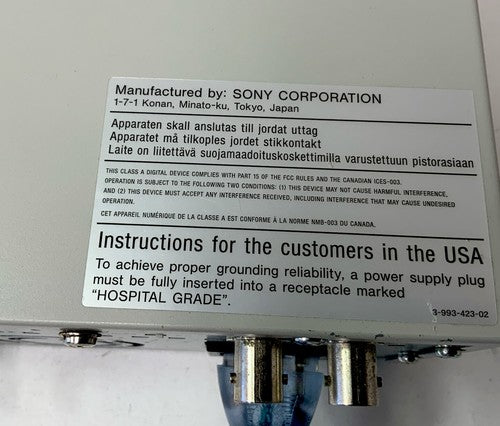 Manufactured by: SONY CORPORATION
1-7-1 Konan, Minato-ku, Tokyo, Japan
Apparaten skall anslutas till jordat uttag
Apparatet må tilkoples jordet stikkontakt
Laite on liitettävä suojamaadoituskoskettimilla varustettuun pistorasiaan
THIS CLASS A DIGITAL DEVICE COMPLIES WITH PART 15 OF THE FCC RULES AND THE CANADIAN ICES-003.
OPERATION IS SUBJECT TO THE FOLLOWING TWO CONDITIONS: (1) THIS DEVICE MAY NOT CAUSE HARMFUL INTERFERENCE,
AND (2) THIS DEVICE MUST ACCEPT ANY INTERFERENCE RECEIVED, INCLUDING INTERFERENCE THAT MAY CAUSE UNDESIRED
OPERATION.
CET APPAREIL NUMÉRIQUE DE LA CLASSE A EST CONFORME À LA NORME NMB-003 DU CANADA.
Instructions for the customers in the USA
To achieve proper grounding reliability, a power supply plug
must be fully inserted into a receptacle marked
“HOSPITAL GRADE”.
3-993-423-02